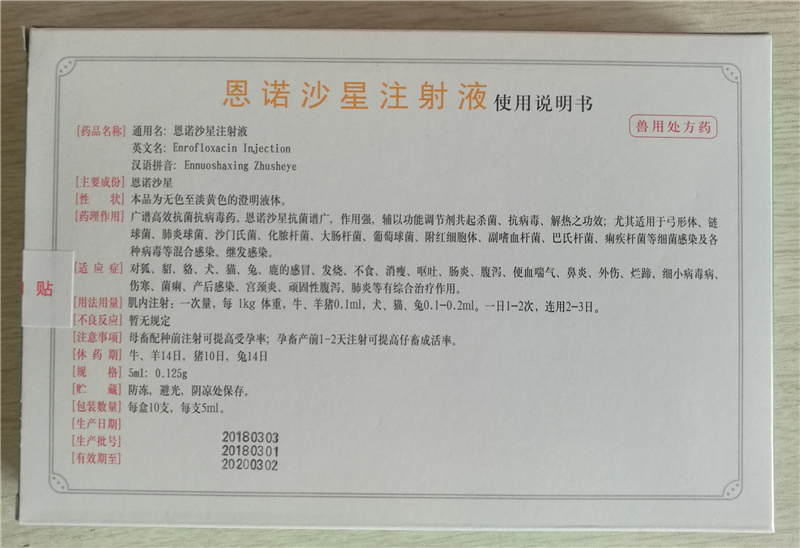 恩诺沙星注射液使用说明书
兽用处方药
[药品名称] 通用名：恩诺沙星注射液
英文名：Enrofloxacin Injection
汉语拼音：Ennuoshaxing Zhusheye
[主要成份] 恩诺沙星
[性　状] 本品为无色至淡黄色的澄明液体。
[药理作用] 广谱高效抗菌抗病毒药。恩诺沙星抗菌谱广，作用强，辅以功能调节剂共起杀菌、抗病毒、解热之功效；尤其适用于弓形体、链
球菌、肺炎球菌、沙门氏菌、化脓杆菌、大肠杆菌、葡萄球菌、附红细胞体、副嗜血杆菌、巴氏杆菌、痢疾杆菌等细菌感染及各
种病毒等混合感染、继发感染。
[适应症] 对狐、貂、貉、犬、猫、兔、鹿的感冒、发烧、不食、消瘦、呕吐、肠炎、腹泻、便血喘气、鼻炎、外伤、烂蹄、细小病毒病、
伤寒、菌痢、产后感染、宫颈炎、顽固性腹泻、肺炎等有综合治疗作用。
[用法用量] 肌内注射：一次量，每 1kg 体重，牛、羊猪0.1ml，犬、猫、兔0.1-0.2ml。一日1-2次，连用2-3日。
[不良反应] 暂无规定
[注意事项] 母畜配种前注射可提高受孕率；孕畜产前1-2天注射可提高仔畜成活率。
[休药期] 牛、羊14日，猪10日，兔14日
[规　格] 5ml：0.125g
[贮　藏] 防冻，避光，阴凉处保存。
[包装数量] 每盒10支，每支5ml。
[生产日期] 20180303
[生产批号] 20180301
[有效期至] 20200302
贴